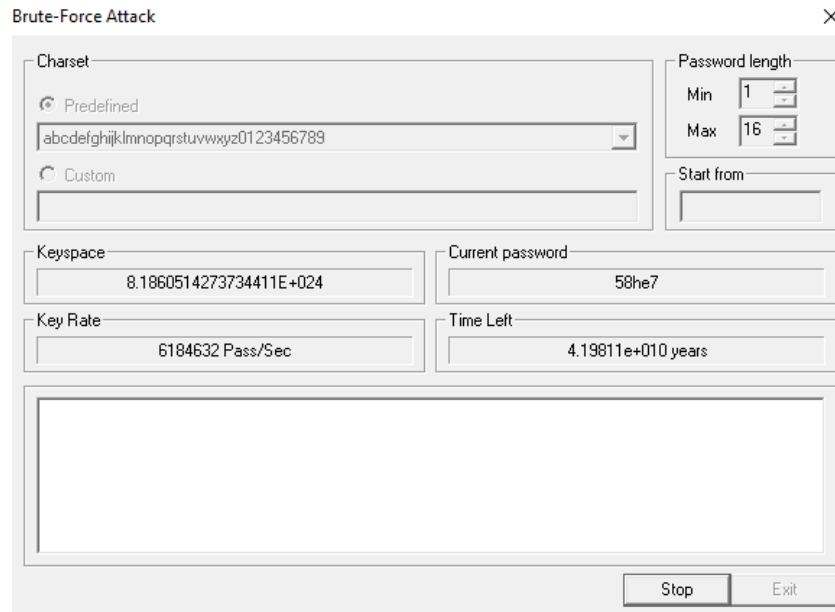 Brute-Force Attack
Charset
Predefined
abcdefghijklmnopqrstuvwxyz0123456789
Custom
Password length
Min 1
Max 16
Start from
Keyspace
8.1860514273734411E+024
Current password
58he7
Key Rate
6184632 Pass/Sec
Time Left
4.19811e+010 years
Stop
Exit